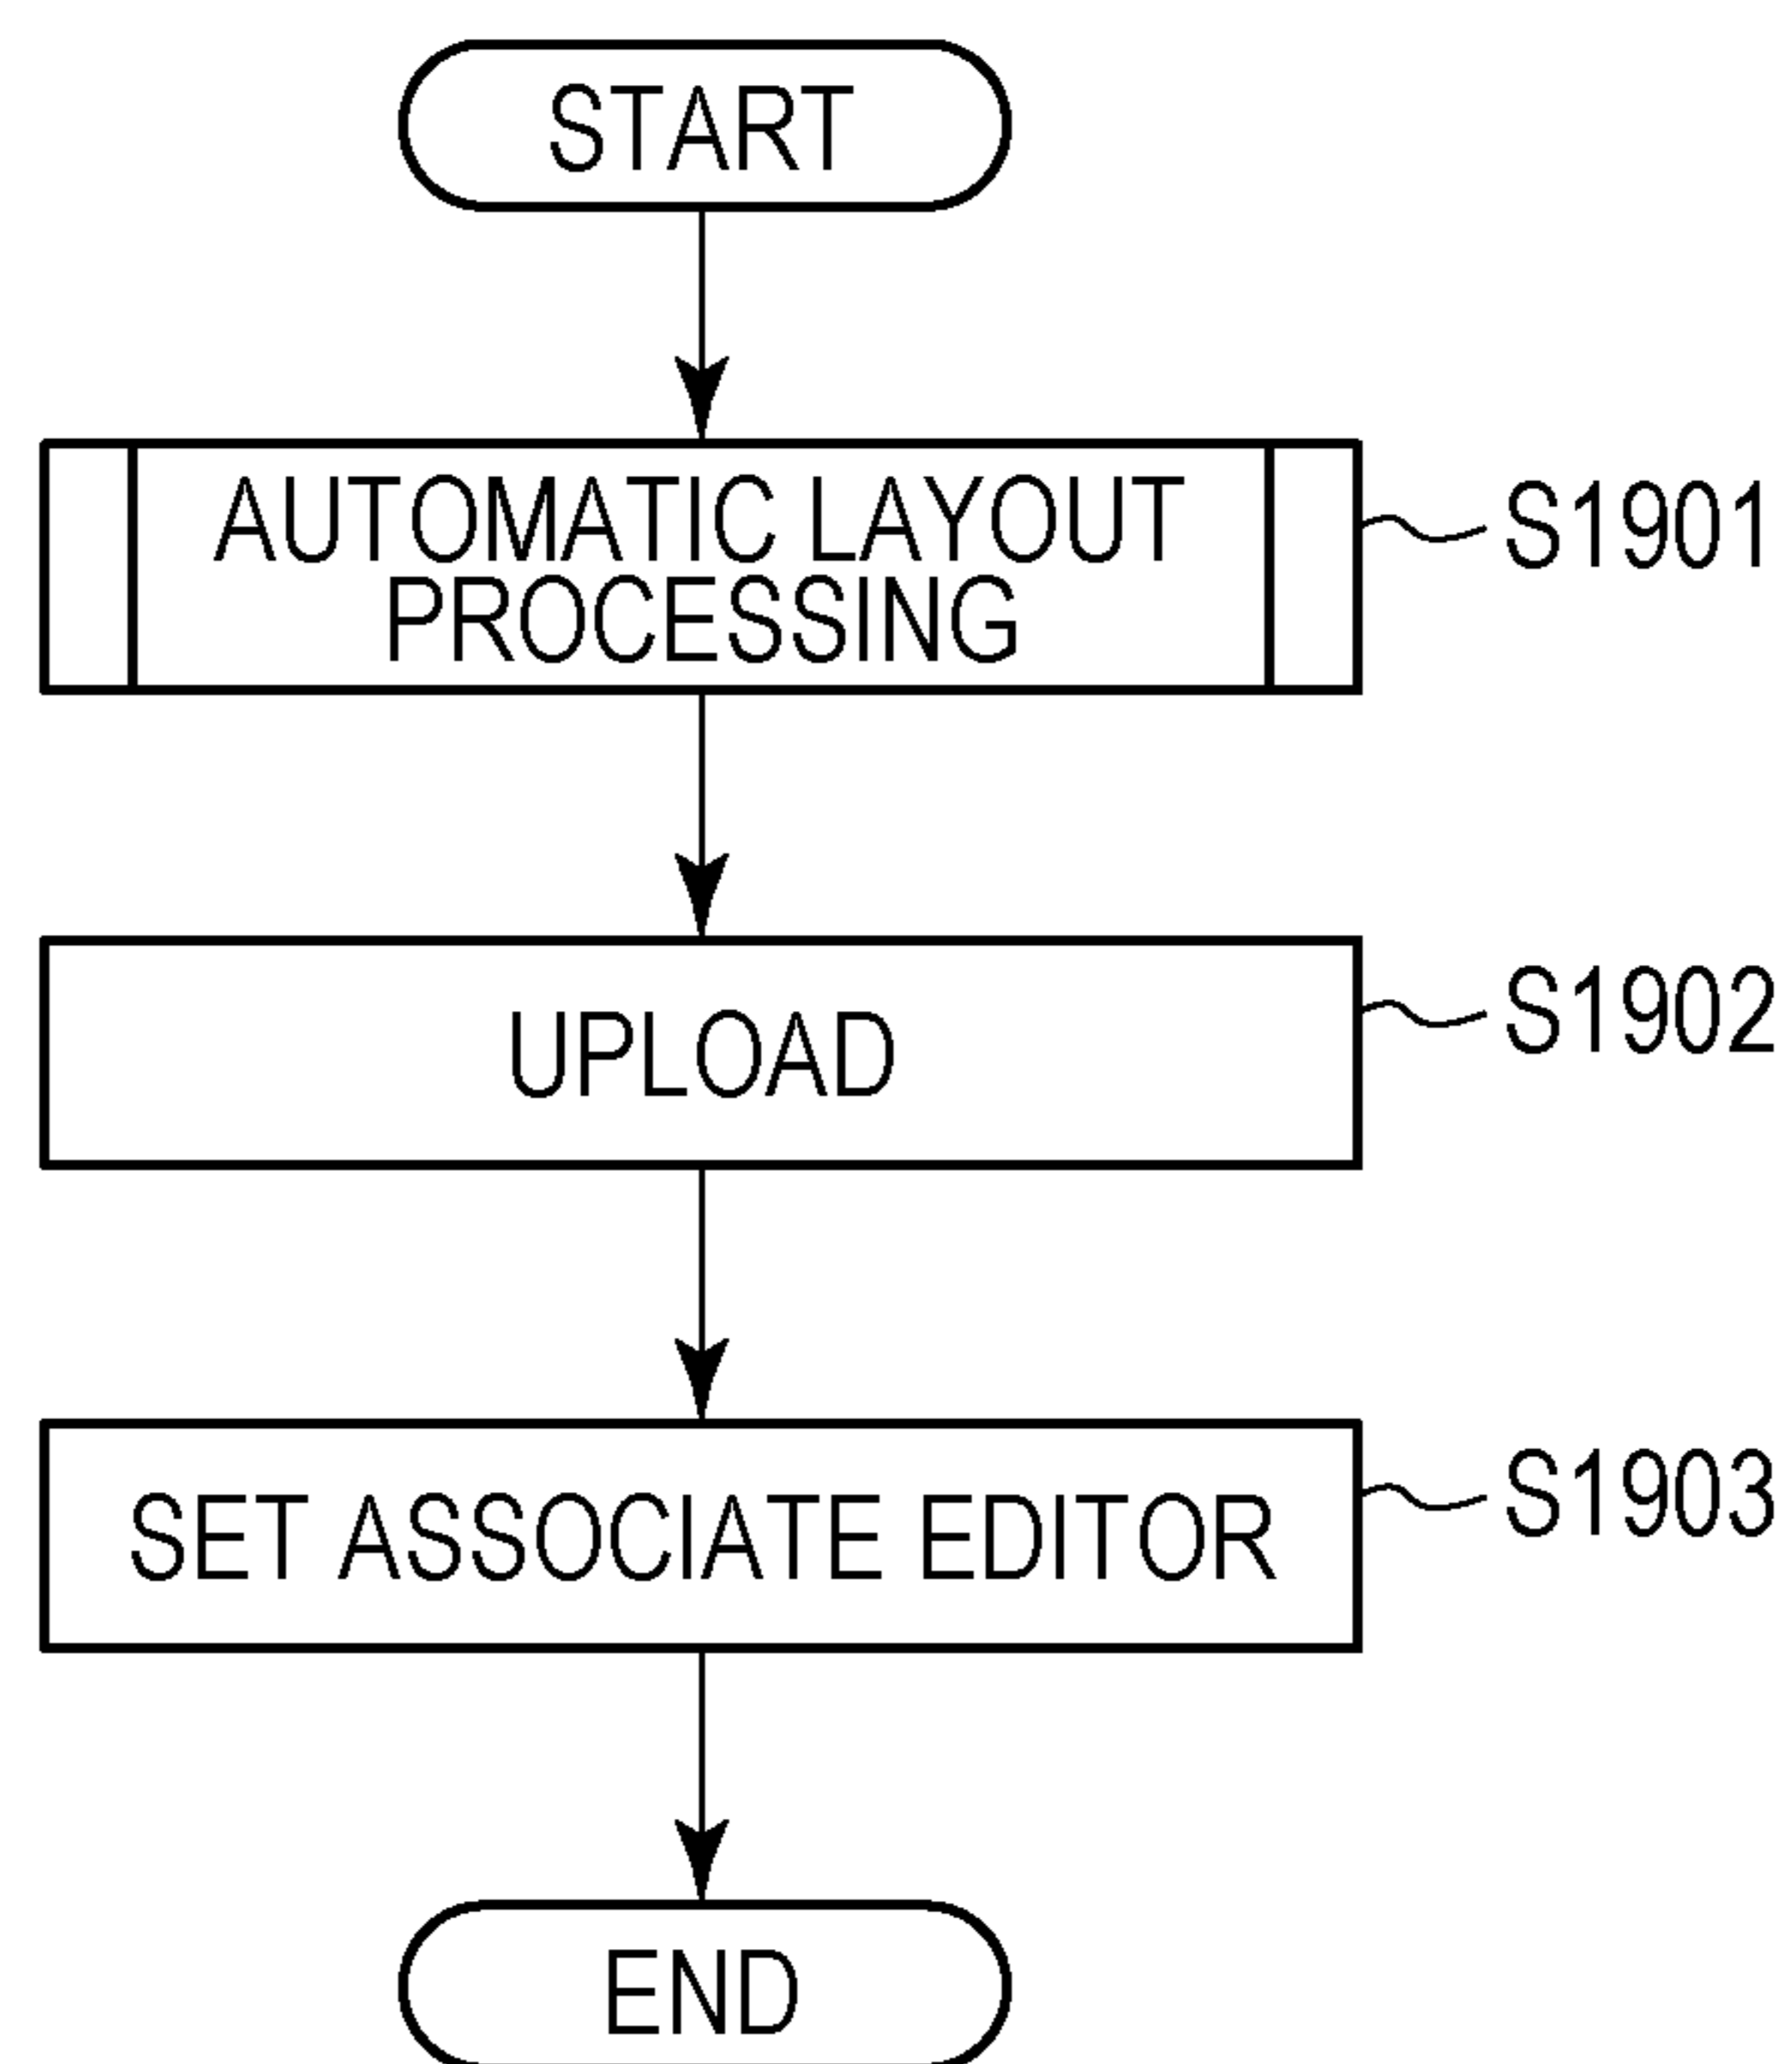 START
AUTOMATIC LAYOUT
PROCESSING
S1901
UPLOAD
S1902
SET ASSOCIATE EDITOR
S1903
END